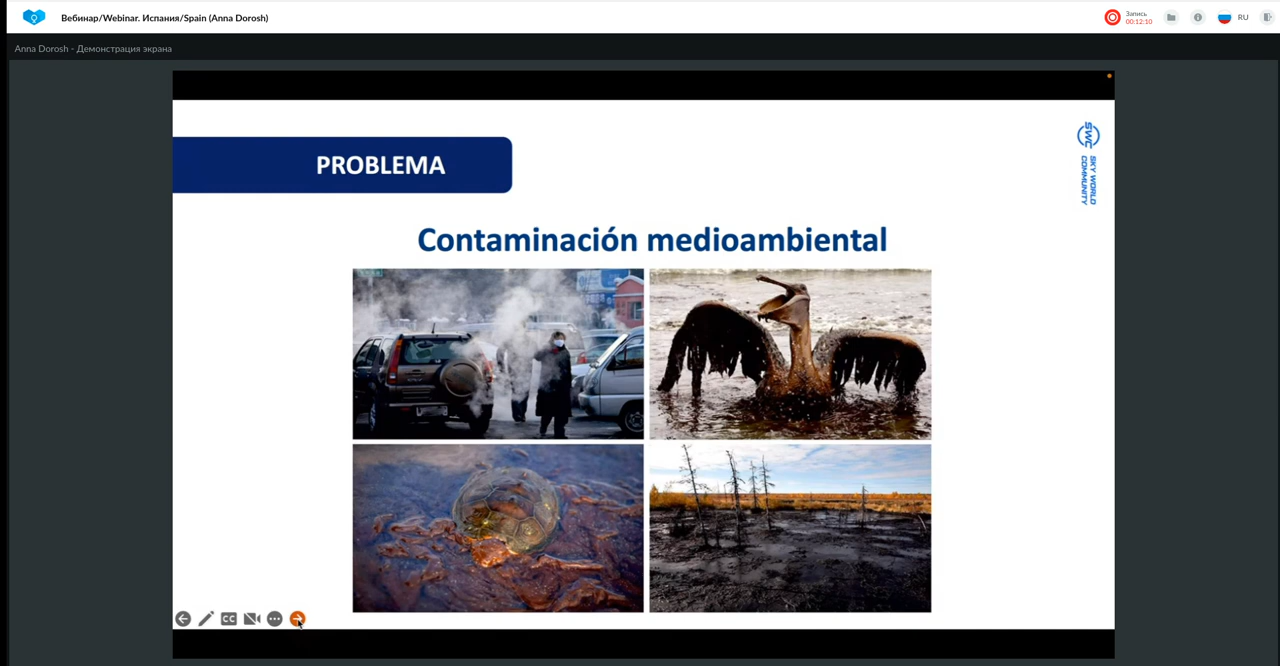 Вебинар/Webinar. Испания/Spain (Anna Dorosh)
Запись
00:12:10
RU
Anna Dorosh - Демонстрация экрана
PROBLEMA
SWC
SKY WORLD
COMMUNITY
Contaminación medioambiental
CC